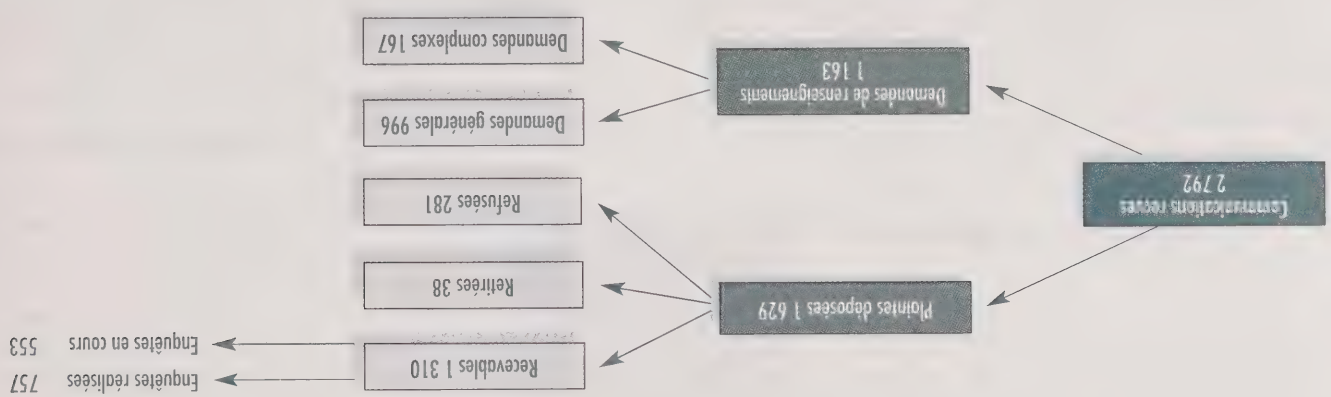 Communications reçues
2 792
Plaintes déposées 1 629
Recevables 1 310
Enquêtes réalisées 757
Enquêtes en cours 553
Retirées 38
Refusées 281
Demandes de renseignements
1 163
Demandes générales 996
Demandes complexes 167